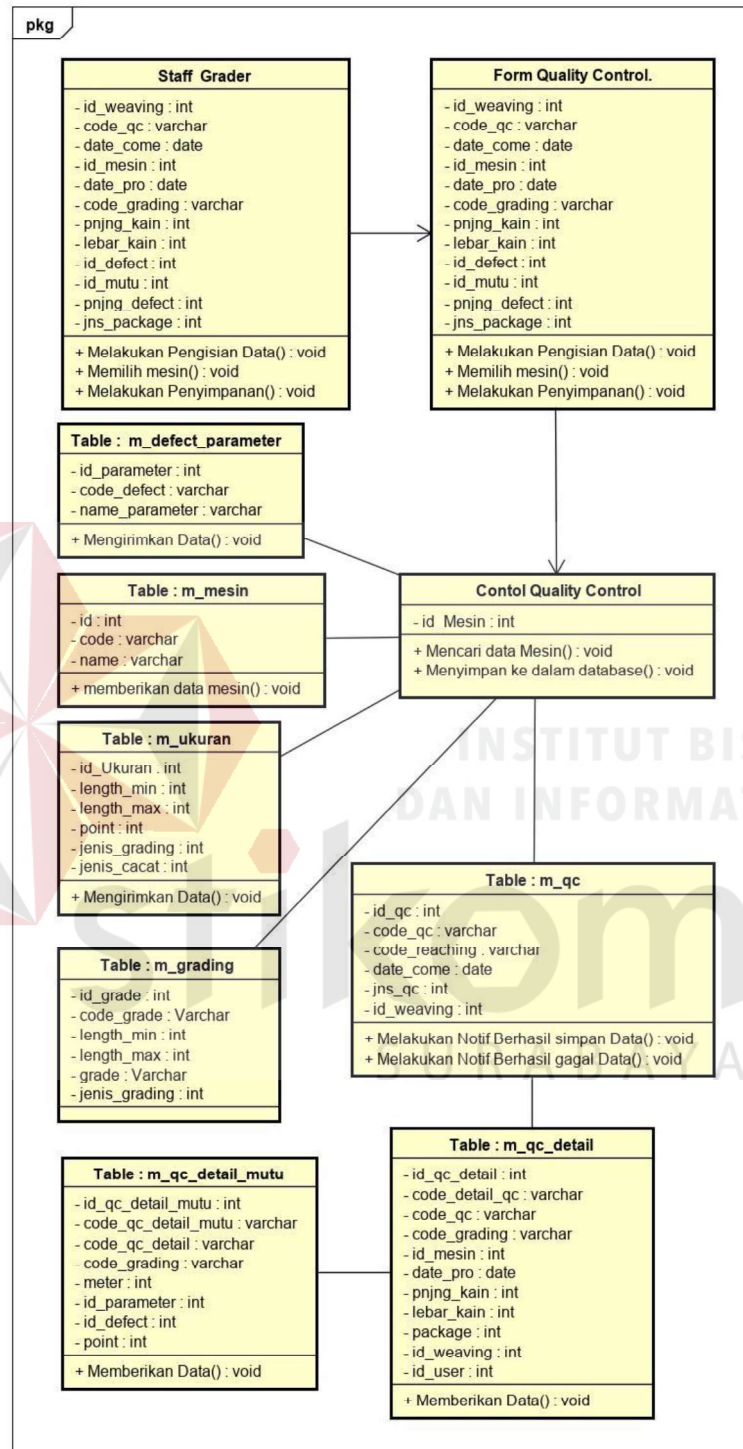 pkg
Staff Grader
- id_weaving : int
- code_qc : varchar
- date_come : date
- id_mesin : int
- date_pro : date
- code_grading : varchar
- pnjng_kain : int
- lebar_kain : int
- id_defect : int
- id_mutu : int
- pnjng_defect : int
- jns_package : int
+ Melakukan Pengisian Data() : void
+ Memilih mesin() : void
+ Melakukan Penyimpanan() : void
Form Quality Control.
- id_weaving : int
- code_qc : varchar
- date_come : date
- id_mesin : int
- date_pro : date
- code_grading : varchar
- pnjng_kain : int
- lebar_kain : int
- id_defect : int
- id_mutu : int
- pnjng_defect : int
- jns_package : int
+ Melakukan Pengisian Data() : void
+ Memilih mesin() : void
+ Melakukan Penyimpanan() : void
Table : m_defect_parameter
- id_parameter : int
- code_defect : varchar
- name_parameter : varchar
+ Mengirimkan Data() : void
Table : m_mesin
- id : int
- code : varchar
- name : varchar
+ memberikan data mesin() : void
Contol Quality Control
- id_Mesin : int
+ Mencari data Mesin() : void
+ Menyimpan ke dalam database() : void
Table : m_ukuran
- id_Ukuran : int
- length_min : int
- length_max : int
- point : int
- jenis_grading : int
- jenis_cacat : int
+ Mengirimkan Data() : void
INSTITUT BIS
DAN INFORMAT
stikom
SURABAYA
Table : m_qc
- id_qc : int
- code_qc : varchar
- code_reaching : varchar
- date_come : date
- jns_qc : int
- id_weaving : int
+ Melakukan Notif Berhasil simpan Data() : void
+ Melakukan Notif Berhasil gagal Data() : void
Table : m_grading
- id_grade : int
- code_grade : Varchar
- length_min : int
- length_max : int
- grade : Varchar
- jenis_grading : int
Table : m_qc_detail_mutu
- id_qc_detail_mutu : int
- code_qc_detail_mutu : varchar
- code_qc_detail : varchar
- code_grading : varchar
- meter : int
- id_parameter : int
- id_defect : int
- point : int
+ Memberikan Data() : void
Table : m_qc_detail
- id_qc_detail : int
- code_detail_qc : varchar
- code_qc : varchar
- code_grading : varchar
- id_mesin : int
- date_pro : date
- pnjng_kain : int
- lebar_kain : int
- package : int
- id_weaving : int
- id_user : int
+ Memberikan Data() : void